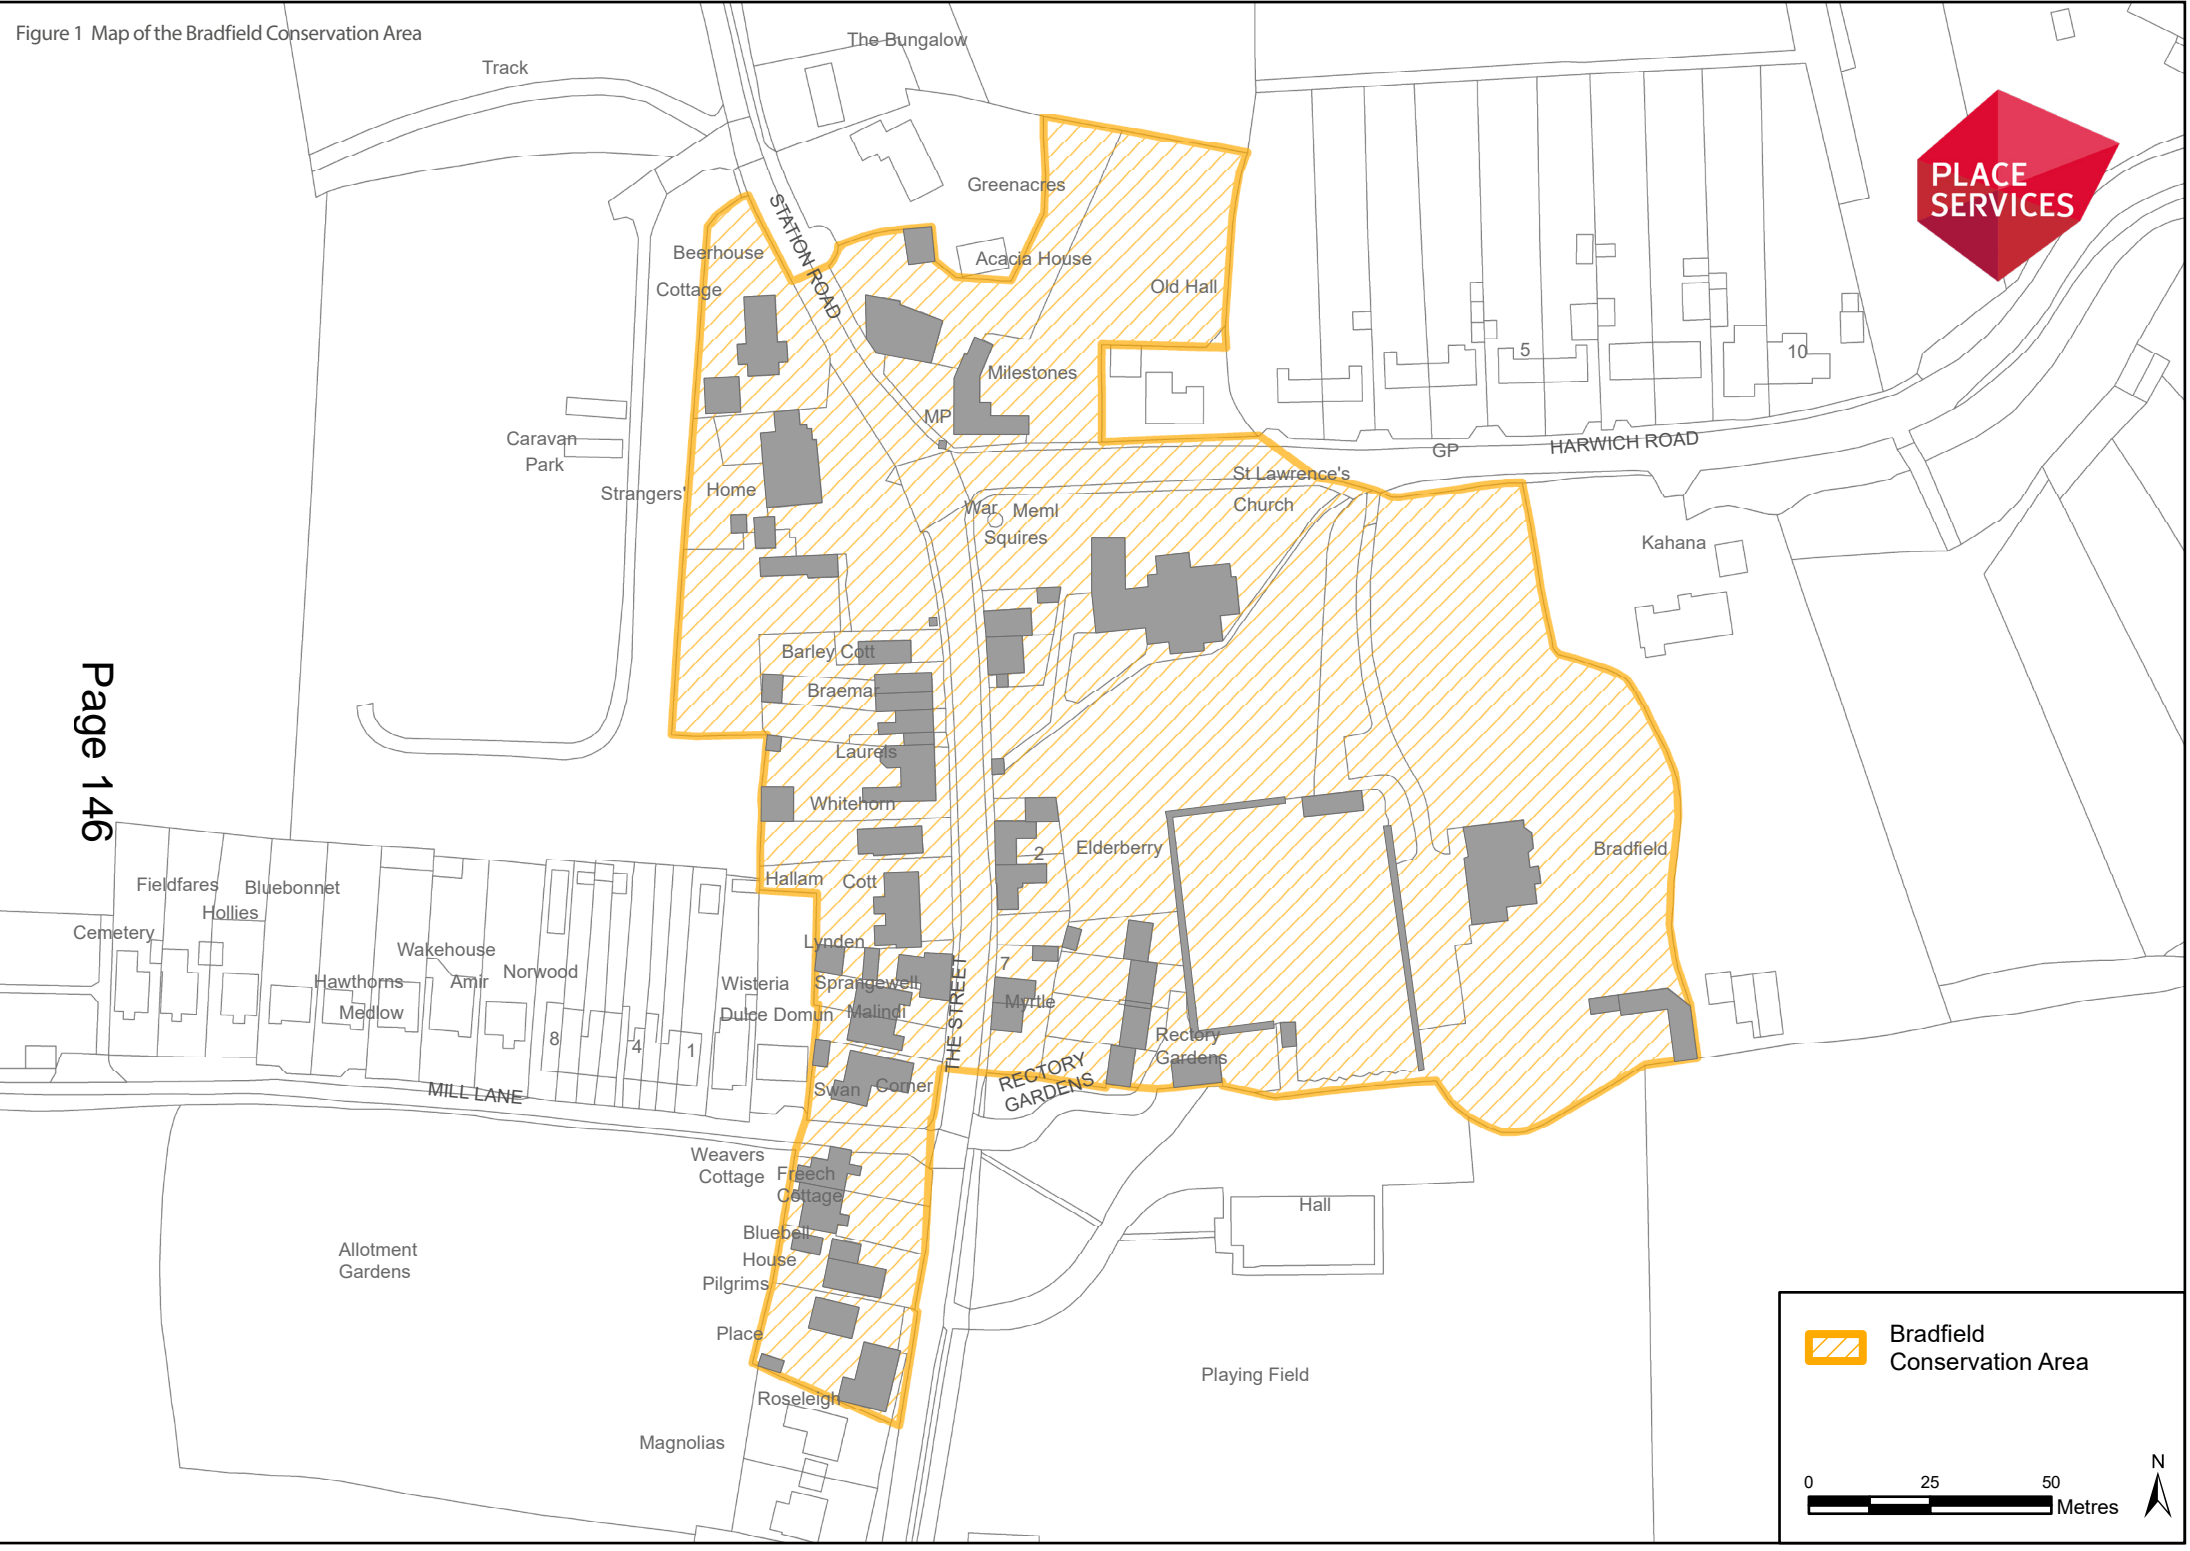 Figure 1 Map of the Bradfield Conservation Area
The Bungalow
Track
PLACE
SERVICES
Greenacres
STATION ROAD
Beerhouse
Cottage
Acacia House
Old Hall
Milestones
5
10
MP
Caravan
Park
GP
HARWICH ROAD
Strangers'
Home
St Lawrence's
Church
War Meml
Squires
Kahana
Barley Cott
Braemar
Laurels
Page 146
Whitehorn
2
Elderberry
Bradfield
Hallam Cott
Fieldfares
Bluebonnet
Hollies
Cemetery
Lynden
Wakehouse
Norwood
Hawthorns
Amir
Medlow
Wisteria
Sprangewell
7
Myrtle
Dulce Domun
Malindi
THE STREET
8
4
1
Rectory
Gardens
RECTORY
GARDENS
MILL LANE
Swan Corner
Weavers
Cottage
Freech
Cottage
Hall
Bluebell
House
Allotment
Gardens
Pilgrims
Place
Playing Field
Roseleigh
Magnolias
Bradfield
Conservation Area
N
0 25 50
Metres